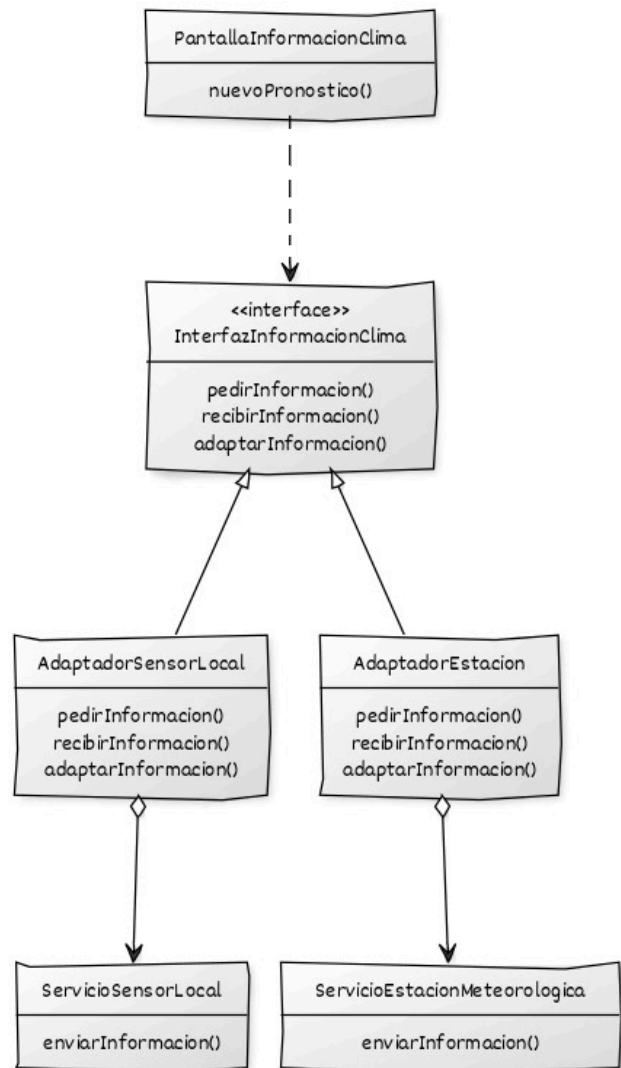 PantallaInformacionClima
nuevoPronostico()
<<interface>>
InterfazInformacionClima
pedirInformacion()
recibirInformacion()
adaptarInformacion()
AdaptadorSensorLocal
pedirInformacion()
recibirInformacion()
adaptarInformacion()
AdaptadorEstacion
pedirInformacion()
recibirInformacion()
adaptarInformacion()
ServicioSensorLocal
enviarInformacion()
ServicioEstacionMeteorologica
enviarInformacion()